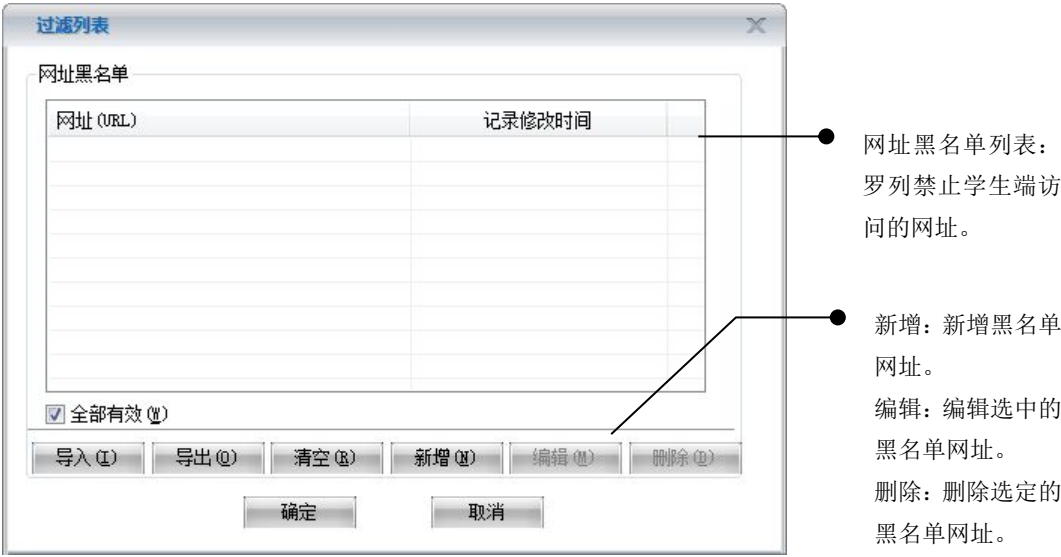 过滤列表
网址黑名单
网址(URL) 记录修改时间
网址黑名单列表：
罗列禁止学生端访
问的网址。
新增：新增黑名单
网址。
编辑：编辑选中的
黑名单网址。
删除：删除选定的
黑名单网址。
全部有效(W)
导入(I) 导出(O) 清空(R) 新增(N) 编辑(M) 删除(D)
确定 取消